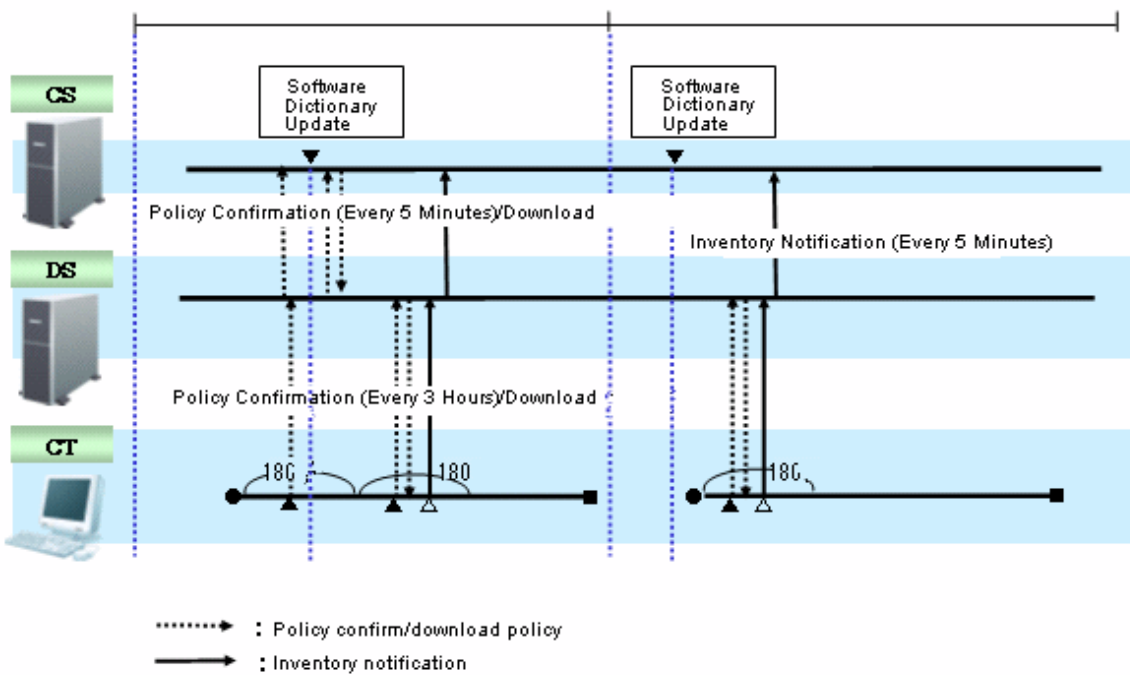 CS
Software
Dictionary
Update
Software
Dictionary
Update
Policy Confirmation (Every 5 Minutes)/Download
Inventory Notification (Every 5 Minutes)
DS
Policy Confirmation (Every 3 Hours)/Download
CT
180
180
180
: Policy confirm/download policy
: Inventory notification